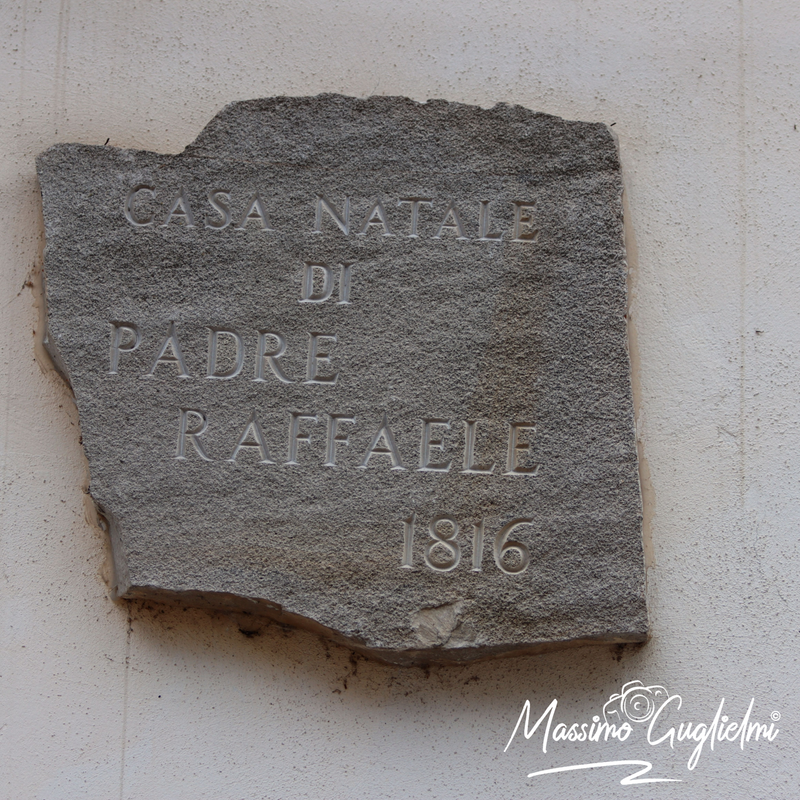 CASA NATALE
DI
PADRE
RAFFAELE
1816
Massimo Guglielmi©